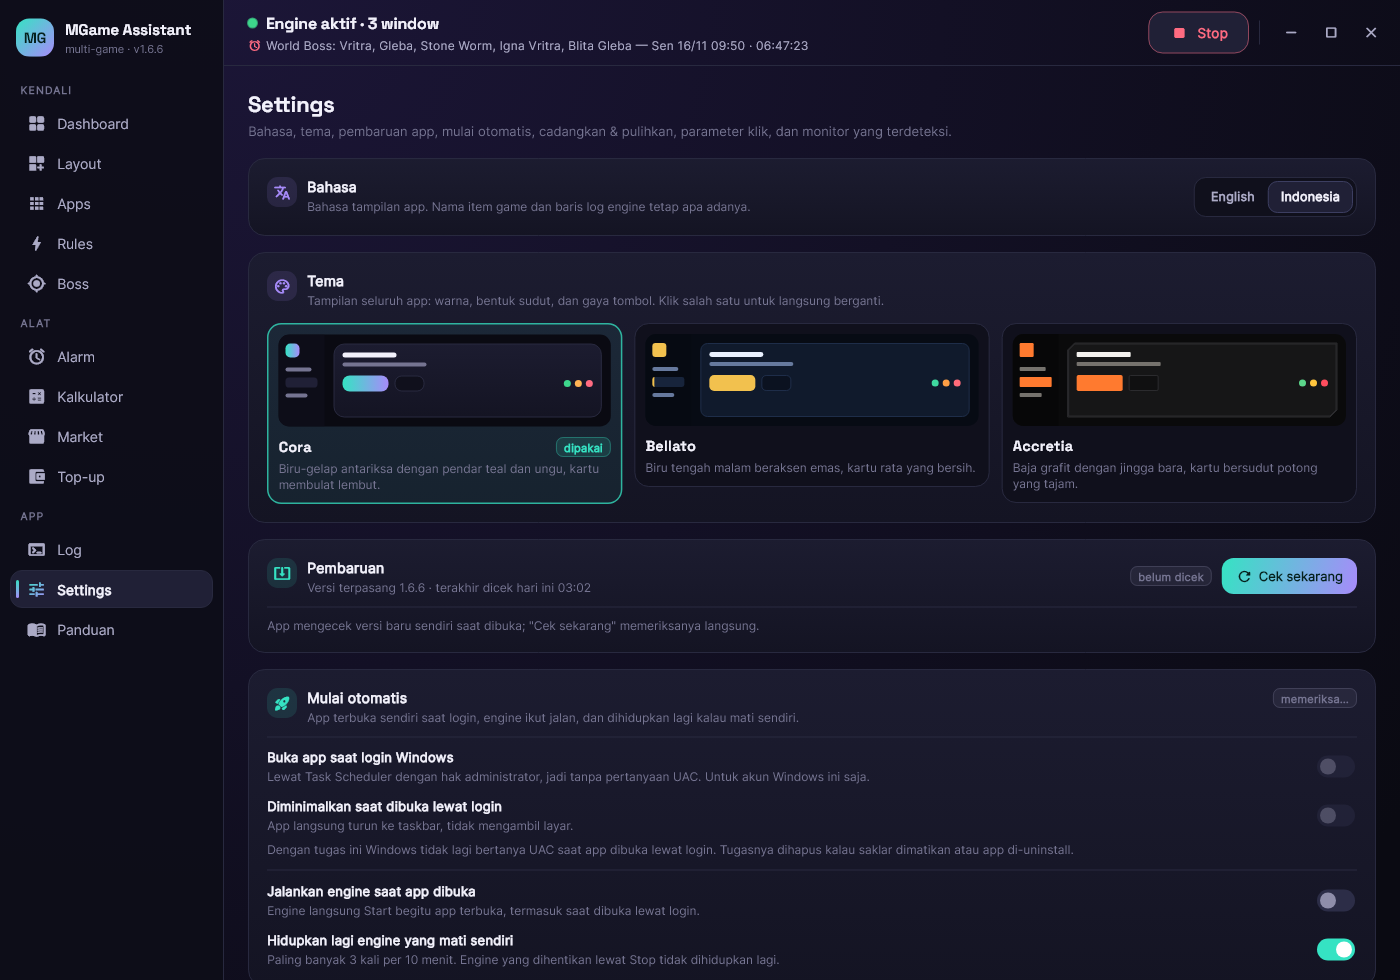 MG
MGame Assistant
multi-game · v1.6.6
KENDALI
Dashboard
Layout
Apps
Rules
Boss
ALAT
Alarm
Kalkulator
Market
Top-up
APP
Log
Settings
Panduan
Engine aktif · 3 window
World Boss: Vritra, Gleba, Stone Worm, Igna Vritra, Blita Gleba — Sen 16/11 09:50 · 06:47:23
Stop
Settings
Bahasa, tema, pembaruan app, mulai otomatis, cadangkan & pulihkan, parameter klik, dan monitor yang terdeteksi.
Bahasa
Bahasa tampilan app. Nama item game dan baris log engine tetap apa adanya.
English
Indonesia
Tema
Tampilan seluruh app: warna, bentuk sudut, dan gaya tombol. Klik salah satu untuk langsung berganti.
Cora
dipakai
Biru-gelap antariksa dengan pendar teal dan ungu, kartu
membulat lembut.
Bellato
Biru tengah malam beraksen emas, kartu rata yang bersih.
Accretia
Baja grafit dengan jingga bara, kartu bersudut potong
yang tajam.
Pembaruan
Versi terpasang 1.6.6 · terakhir dicek hari ini 03:02
belum dicek
Cek sekarang
App mengecek versi baru sendiri saat dibuka; "Cek sekarang" memeriksanya langsung.
Mulai otomatis
App terbuka sendiri saat login, engine ikut jalan, dan dihidupkan lagi kalau mati sendiri.
memeriksa...
Buka app saat login Windows
Lewat Task Scheduler dengan hak administrator, jadi tanpa pertanyaan UAC. Untuk akun Windows ini saja.
Diminimalkan saat dibuka lewat login
App langsung turun ke taskbar, tidak mengambil layar.
Dengan tugas ini Windows tidak lagi bertanya UAC saat app dibuka lewat login. Tugasnya dihapus kalau saklar dimatikan atau app di-uninstall.
Jalankan engine saat app dibuka
Engine langsung Start begitu app terbuka, termasuk saat dibuka lewat login.
Hidupkan lagi engine yang mati sendiri
Paling banyak 3 kali per 10 menit. Engine yang dihentikan lewat Stop tidak dihidupkan lagi.